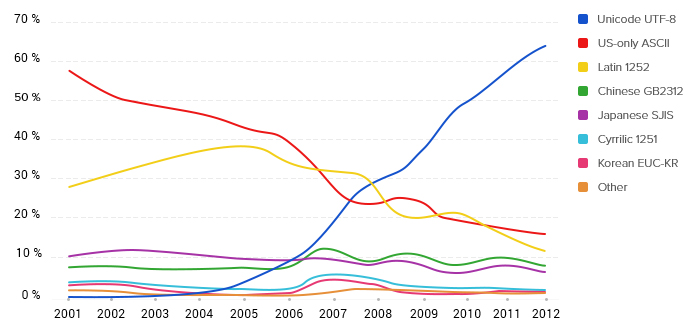 70 %
60 %
50 %
40 %
30 %
20 %
10 %
0 %
2001 2002 2003 2004 2005 2006 2007 2008 2009 2010 2011 2012
Unicode UTF-8
US-only ASCII
Latin 1252
Chinese GB2312
Japanese SJIS
Cyrrilic 1251
Korean EUC-KR
Other